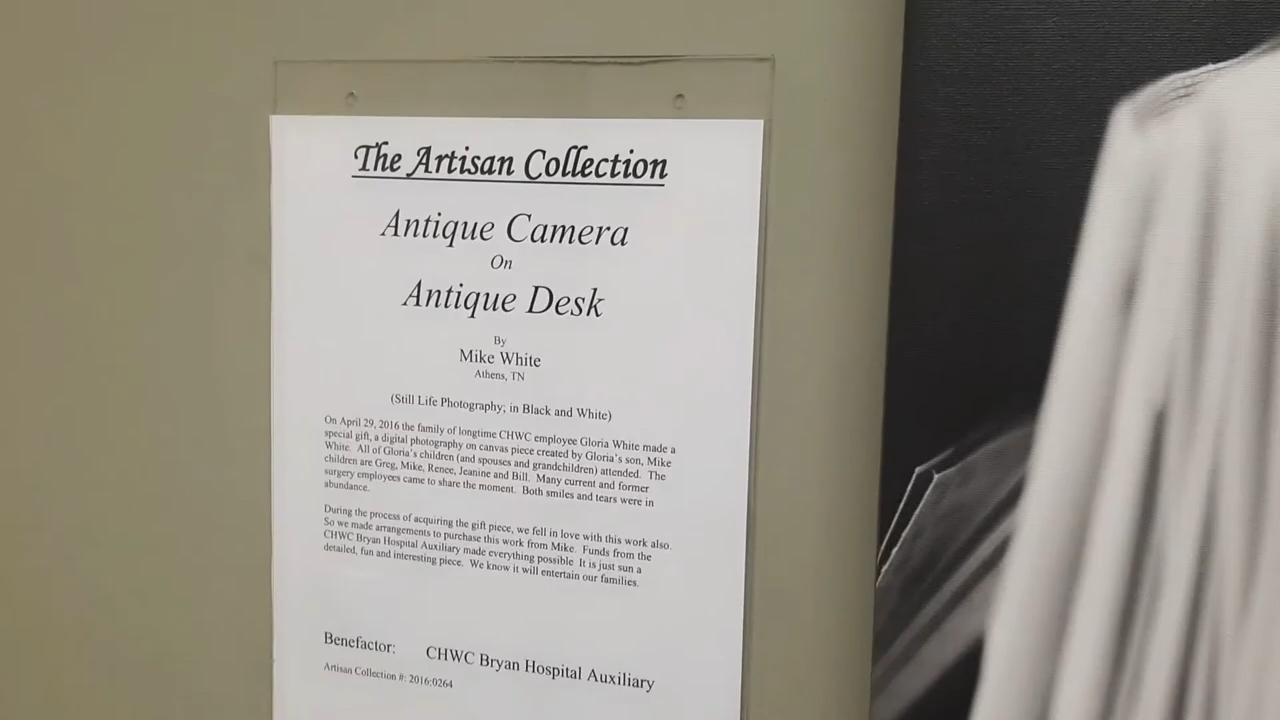 The Artisan Collection
Antique Camera
On
Antique Desk
By
Mike White
Athens, TN
(Still Life Photography; in Black and White)
On April 29, 2016 the family of longtime CHWC employee Gloria White made a
special gift, a digital photography on canvas piece created by Gloria's son, Mike
White. All of Gloria's children (and spouses and grandchildren) attended. The
children are Greg, Mike, Renee, Jeanine and Bill. Many current and former
surgery employees came to share the moment. Both smiles and tears were in
abundance.
During the process of acquiring the gift piece, we fell in love with this work also.
So we made arrangements to purchase this work from Mike. Funds from the
CHWC Bryan Hospital Auxiliary made everything possible It is just sun a
detailed, fun and interesting piece. We know it will entertain our families.
Benefactor: CHWC Bryan Hospital Auxiliary
Artisan Collection #: 2016:0264